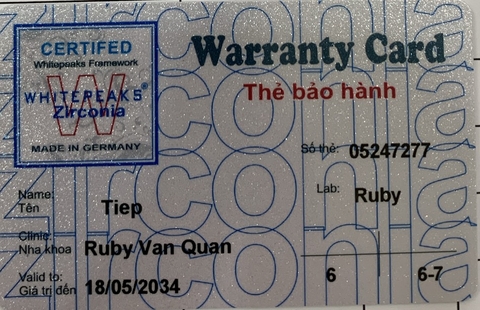 CERTIFED
Whitepeaks Framework
WHITEPEAKS®
Zirconia
MADE IN GERMANY
Warranty Card
Thẻ bảo hành
Số thẻ: 05247277
Lab: Ruby
Name:
Tên Tiep
Clinic:
Nha khoa Ruby Van Quan
Valid to:
Giá trị đến 18/05/2034
6 6-7